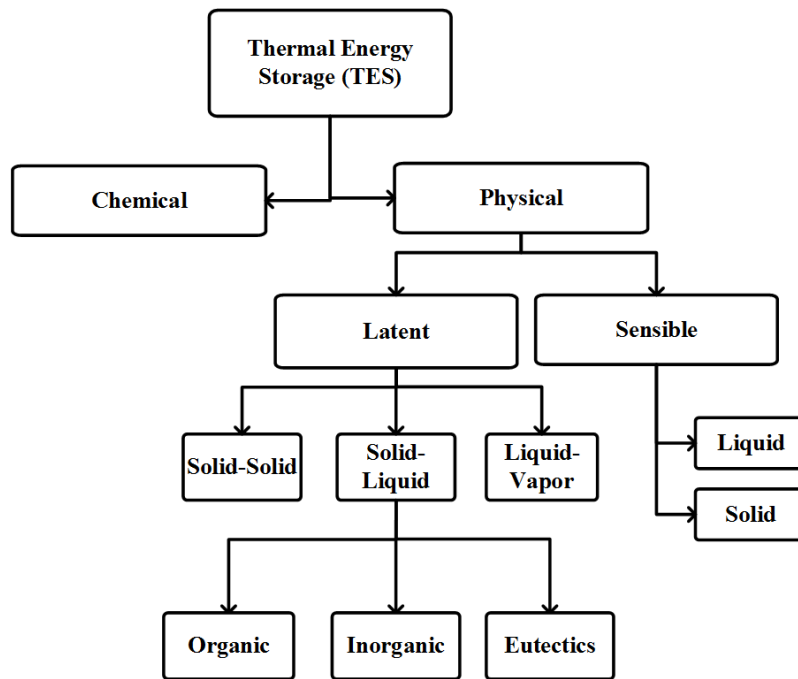 Thermal Energy
Storage (TES)
Chemical
Physical
Latent
Sensible
Solid-Solid
Solid-
Liquid
Liquid-
Vapor
Liquid
Solid
Organic
Inorganic
Eutectics